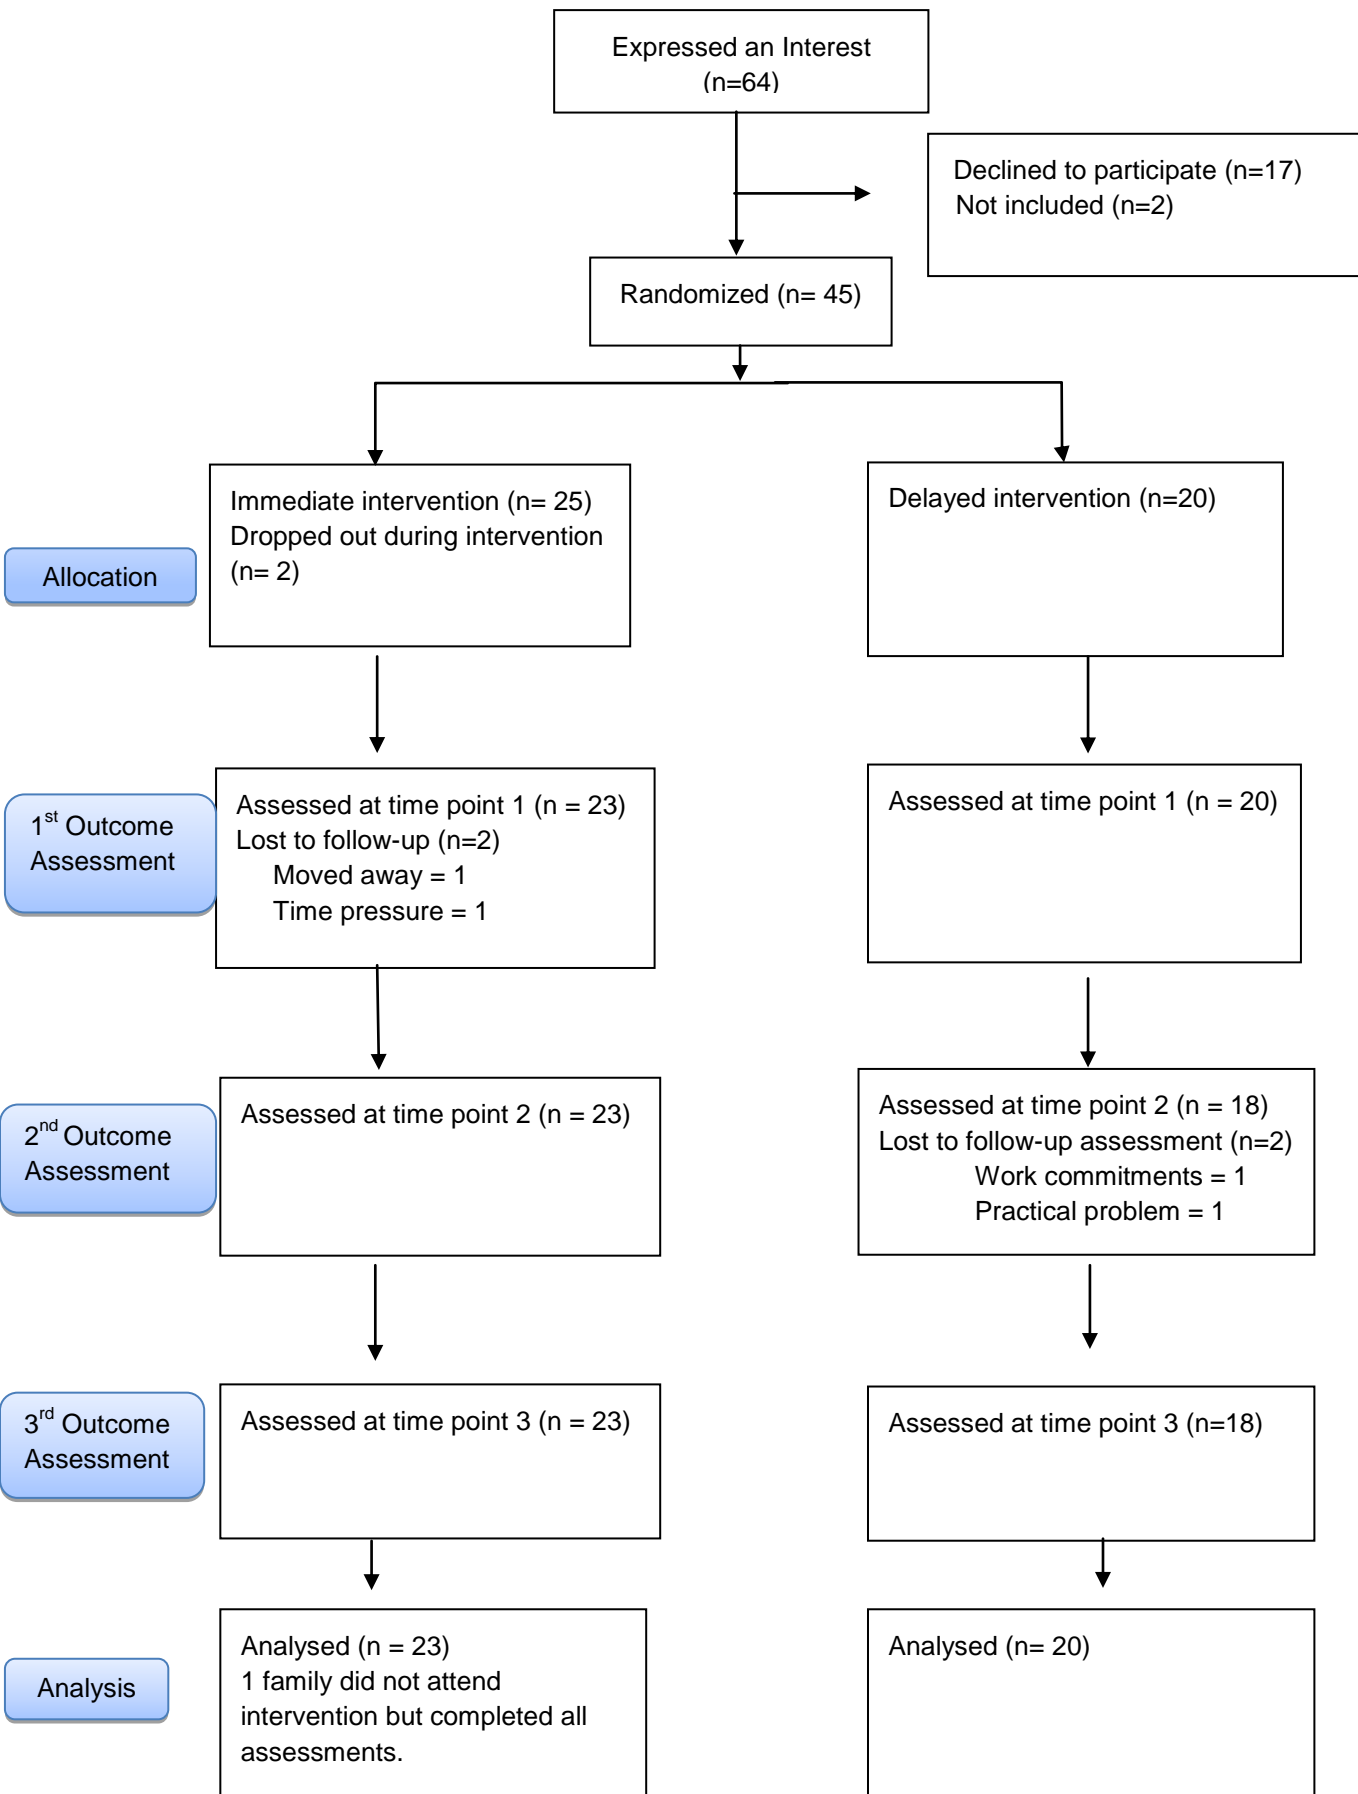 Expressed an Interest
(n=64)
Declined to participate (n=17)
Not included (n=2)
Randomized (n= 45)
Immediate intervention (n= 25)
Dropped out during intervention
(n= 2)
Delayed intervention (n=20)
Allocation
Assessed at time point 1 (n = 23)
Lost to follow-up (n=2)
Moved away = 1
Time pressure = 1
Assessed at time point 1 (n = 20)
1st Outcome
Assessment
Assessed at time point 2 (n = 23)
Assessed at time point 2 (n = 18)
Lost to follow-up assessment (n=2)
Work commitments = 1
Practical problem = 1
2nd Outcome
Assessment
3rd Outcome
Assessment
Assessed at time point 3 (n = 23)
Assessed at time point 3 (n=18)
Analysis
Analysed (n = 23)
1 family did not attend
intervention but completed all
assessments.
Analysed (n= 20)